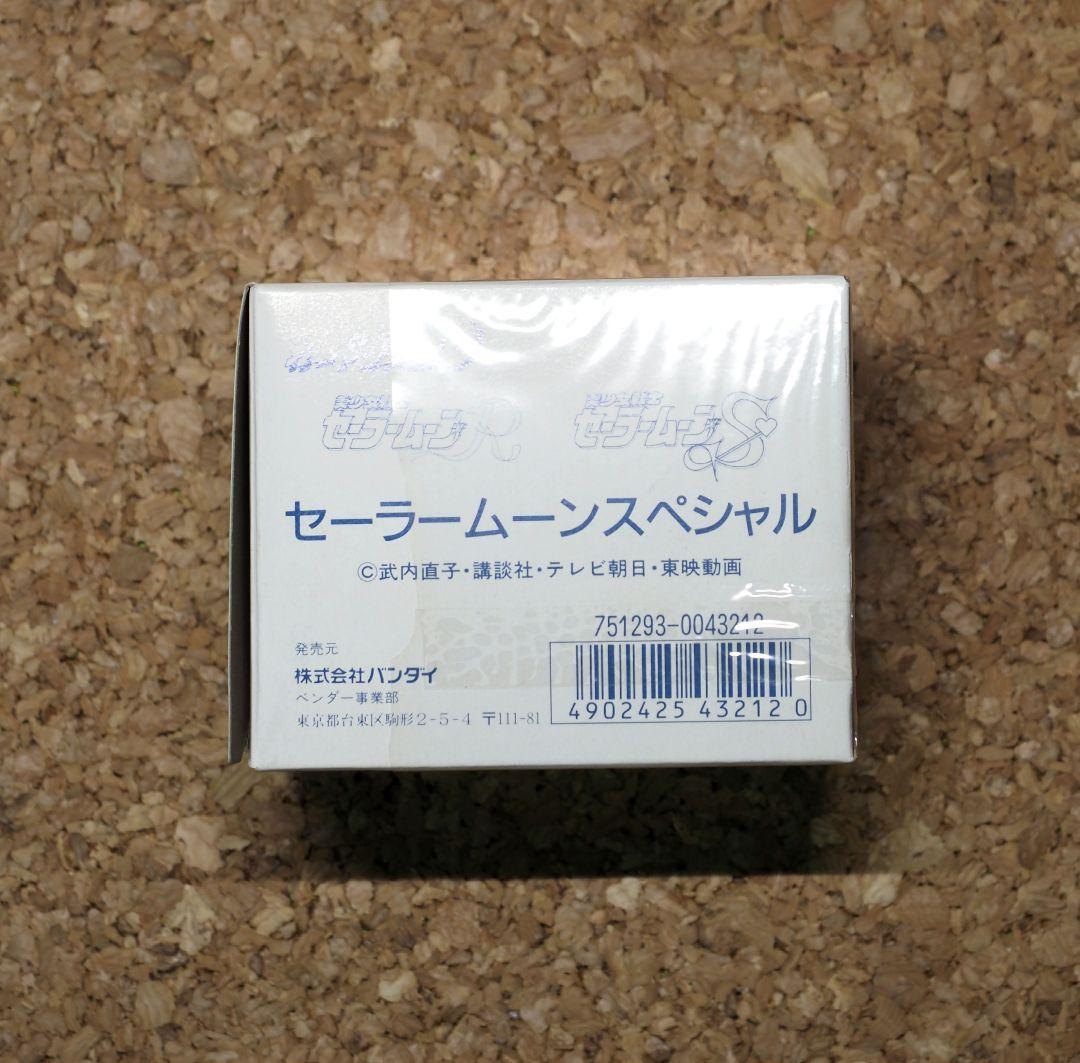 美少女戦士
セーラームーンR
美少女戦士
セーラームーンS
セーラームーンスペシャル
©武内直子・講談社・テレビ朝日・東映動画
751293-0043212
発売元
株式会社バンダイ
ベンダー事業部
東京都台東区駒形2-5-4 〒111-81
4902425 432120